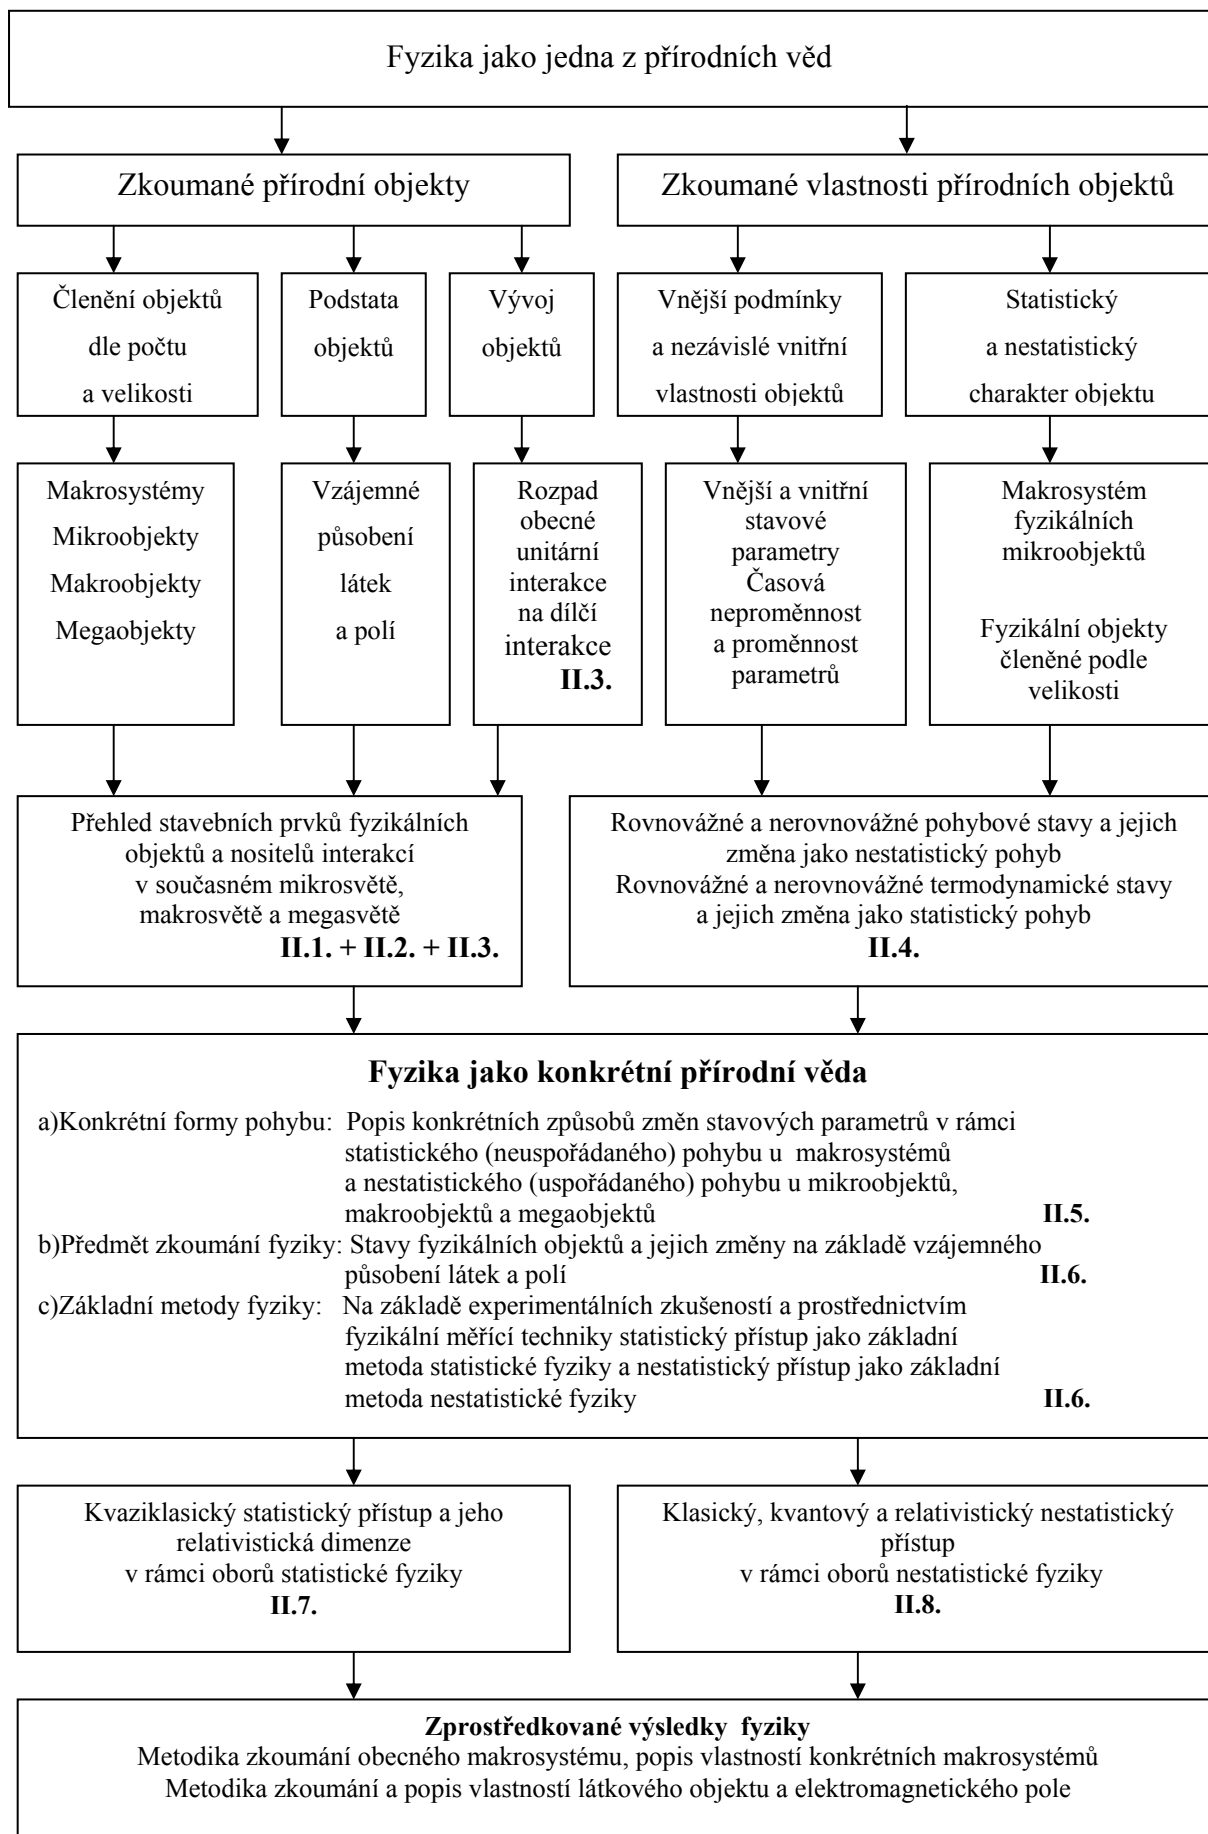 Fyzika jako jedna z přírodních věd
Zkoumané přírodní objekty
Zkoumané vlastnosti přírodních objektů
Členění objektů
dle počtu
a velikosti
Podstata
objektů
Vývoj
objektů
Vnější podmínky
a nezávislé vnitřní
vlastnosti objektů
Statistický
a nestatistický
charakter objektu
Makrosystémy
Mikroobjekty
Makroobjekty
Megaobjekty
Vzájemné
působení
látek
a polí
Rozpad
obecné
unitární
interakce
na dílčí
interakce
II.3.
Vnější a vnitřní
stavové
parametry
Časová
neproměnnost
a proměnnost
parametrů
Makrosystém
fyzikálních
mikroobjektů
Fyzikální objekty
členěné podle
velikosti
Přehled stavebních prvků fyzikálních
objektů a nositelů interakcí
v současném mikrosvětě,
makrosvětě a megasvětě
II.1. + II.2. + II.3.
Rovnovážné a nerovnovážné pohybové stavy a jejich
změna jako nestatistický pohyb
Rovnovážné a nerovnovážné termodynamické stavy
a jejich změna jako statistický pohyb
II.4.
Fyzika jako konkrétní přírodní věda
a)Konkrétní formy pohybu: Popis konkrétních způsobů změn stavových parametrů v rámci
statistického (neuspořádaného) pohybu u makrosystémů
a nestatistického (uspořádaného) pohybu u mikroobjektů,
makroobjektů a megaobjektů II.5.
b)Předmět zkoumání fyziky: Stavy fyzikálních objektů a jejich změny na základě vzájemného
působení látek a polí II.6.
c)Základní metody fyziky: Na základě experimentálních zkušeností a prostřednictvím
fyzikální měřící techniky statistický přístup jako základní
metoda statistické fyziky a nestatistický přístup jako základní
metoda nestatistické fyziky II.6.
Kvaziklasický statistický přístup a jeho
relativistická dimenze
v rámci oborů statistické fyziky
II.7.
Klasický, kvantový a relativistický nestatistický
přístup
v rámci oborů nestatistické fyziky
II.8.
Zprostředkované výsledky fyziky
Metodika zkoumání obecného makrosystému, popis vlastností konkrétních makrosystémů
Metodika zkoumání a popis vlastností látkového objektu a elektromagnetického pole